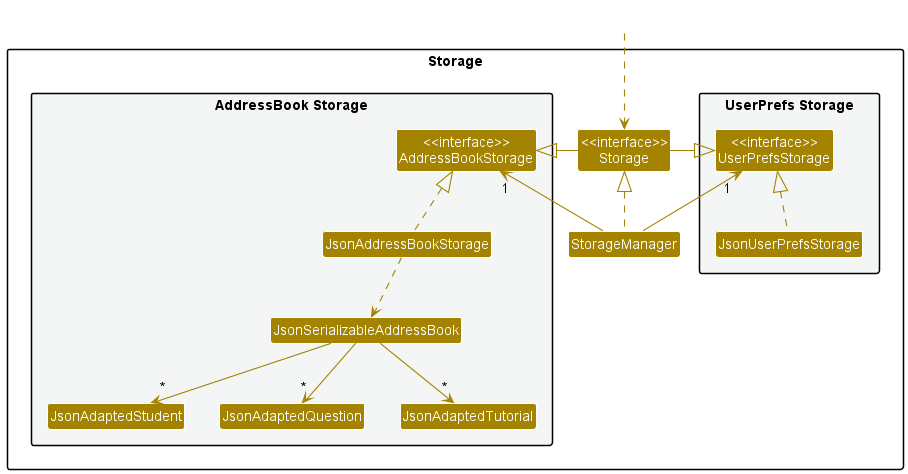 Storage
AddressBook Storage
UserPrefs Storage
<<interface>>
AddressBookStorage
<<interface>>
Storage
<<interface>>
UserPrefsStorage
1
1
JsonAddressBookStorage
StorageManager
JsonUserPrefsStorage
JsonSerializableAddressBook
*
*
*
JsonAdaptedStudent
JsonAdaptedQuestion
JsonAdaptedTutorial